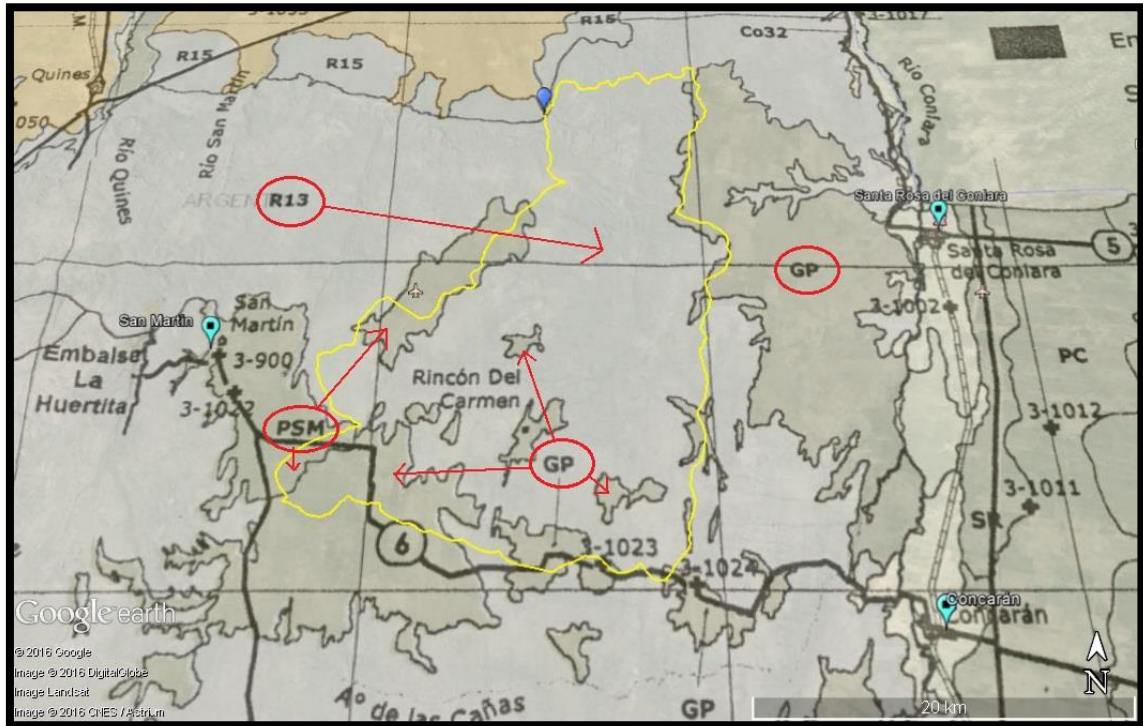 R15
3-1017
Co32
Río Conlara
Quines
R15
R15
050
Río Quines
Río San Martín
R13
Santa Rosa del Conlara
Santa Rosa
del Conlara
5
GP
3-1002
San Martin
San
Martín
3-900
Embalse
La
Huertita
3-1022
PSM
Rincón Del
Carmen
GP
PC
3-1012
3-1011
SR
6
3-1023
3-1024
Concarán
Concarán
Google earth
© 2016 Google
Image © 2016 DigitalGlobe
Image Landsat
Image © 2016 CNES / Astrium
Aº de las Cañas
GP
N
20 km